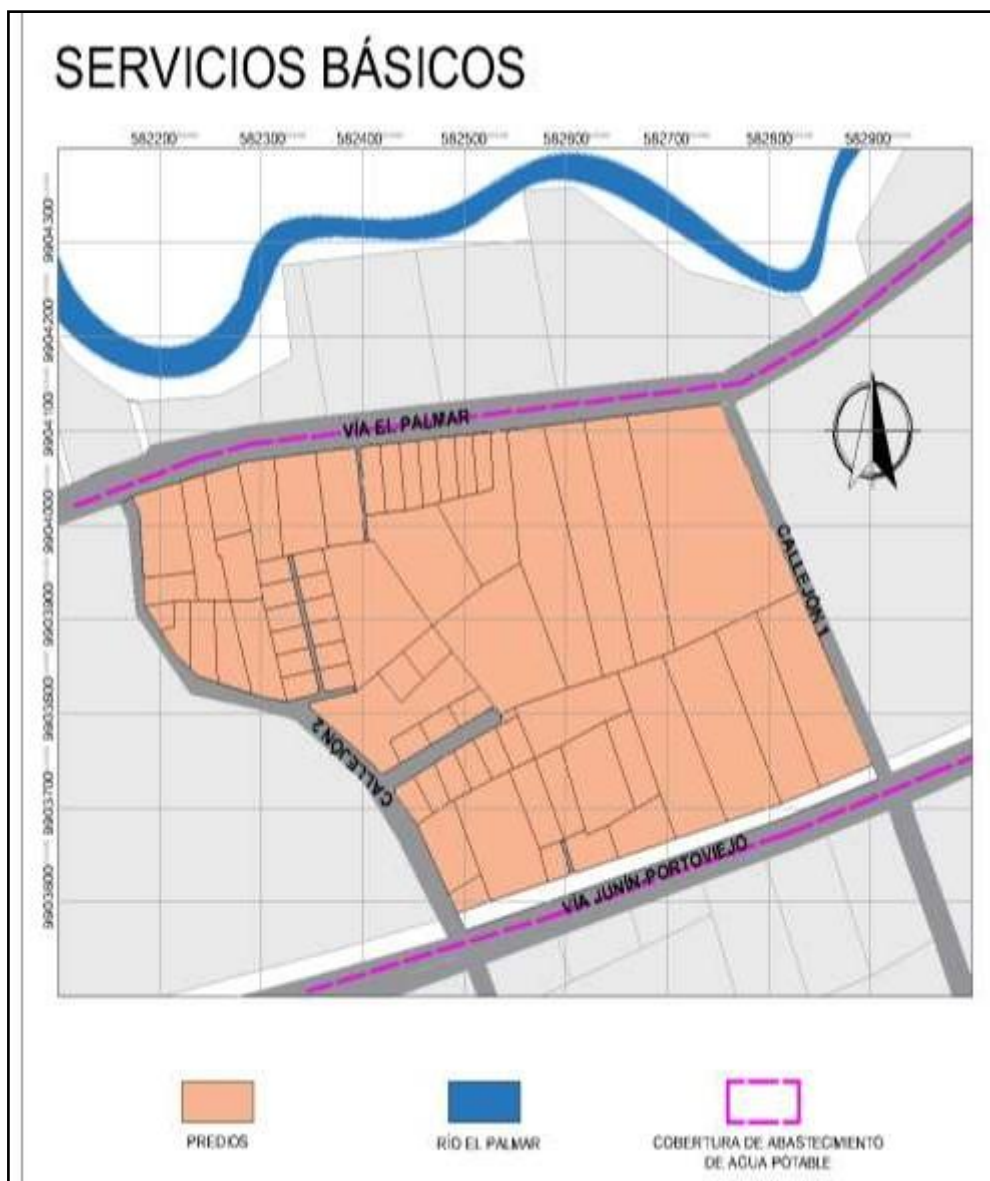 SERVICIOS BÁSICOS
582200 582300 582400 582500 582600 582700 582800 582900
9904300
9904200
9904100
9904000
9903900
9903800
9903700
9903600
VÍA EL PALMAR
CALLEJÓN 1
CALLEJÓN 2
VÍA JUNÍN-PORTOVIEJO
PREDIOS
RÍO EL PALMAR
COBERTURA DE ABASTECIMIENTO
DE AGUA POTABLE